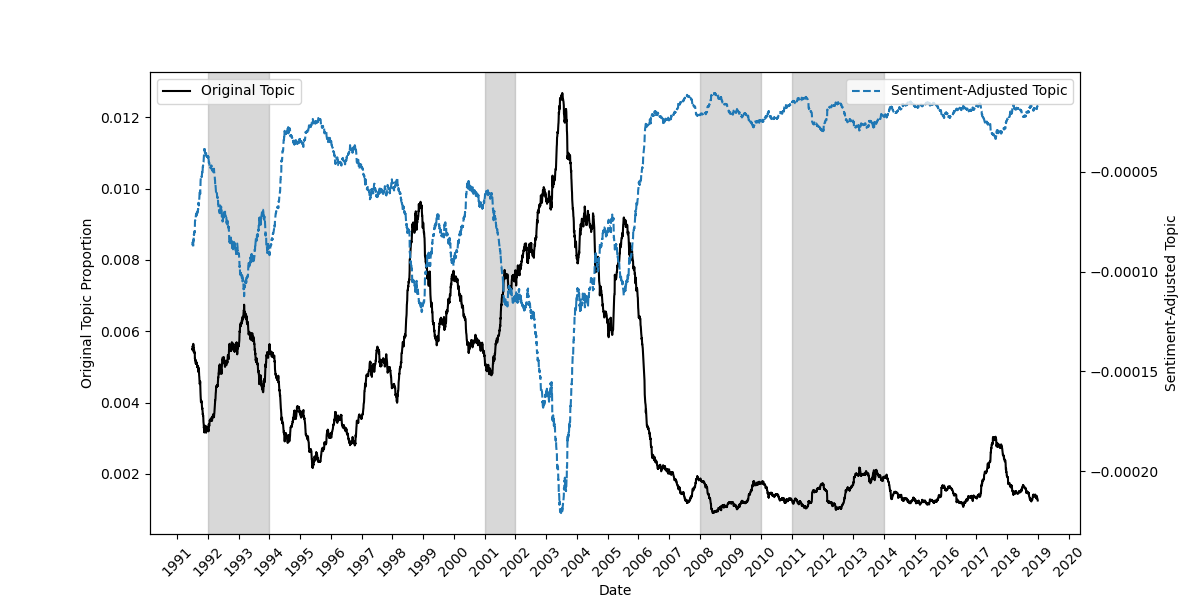 Original Topic
Sentiment-Adjusted Topic
0.012
0.010
0.008
0.006
0.004
0.002
Original Topic Proportion
−0.00005
−0.00010
−0.00015
−0.00020
Sentiment-Adjusted Topic
1991 1992 1993 1994 1995 1996 1997 1998 1999 2000 2001 2002 2003 2004 2005 2006 2007 2008 2009 2010 2011 2012 2013 2014 2015 2016 2017 2018 2019 2020
Date